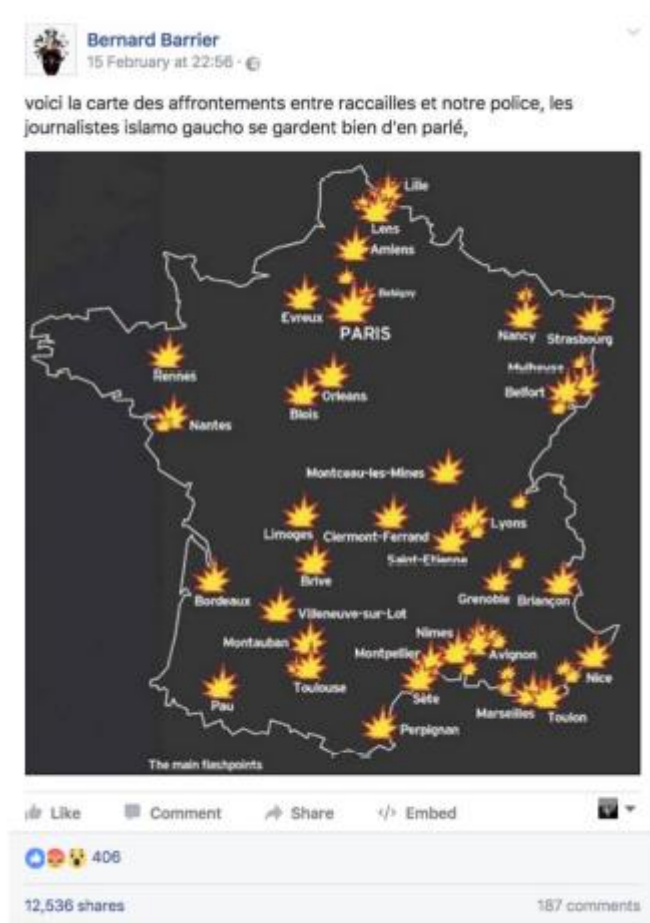 Bernard Barrier
15 February at 22:56
voici la carte des affrontements entre raccailles et notre police, les
journalistes islamo gaucho se gardent bien d'en parlé,
Lille
Lens
Amiens
Bobigny
Evreux
PARIS
Nancy
Strasbourg
Rennes
Mulhouse
Orleans
Belfort
Blois
Nantes
Montceau-les-Mines
Lyons
Limoges
Clermont-Ferrand
Saint-Etienne
Brive
Bordeaux
Grenoble
Briançon
Villeneuve-sur-Lot
Nimes
Montauban
Montpellier
Avignon
Toulouse
Nice
Sète
Pau
Marseilles
Toulon
Perpignan
The main flashpoints
Like Comment Share </> Embed
406
12,536 shares 187 comments